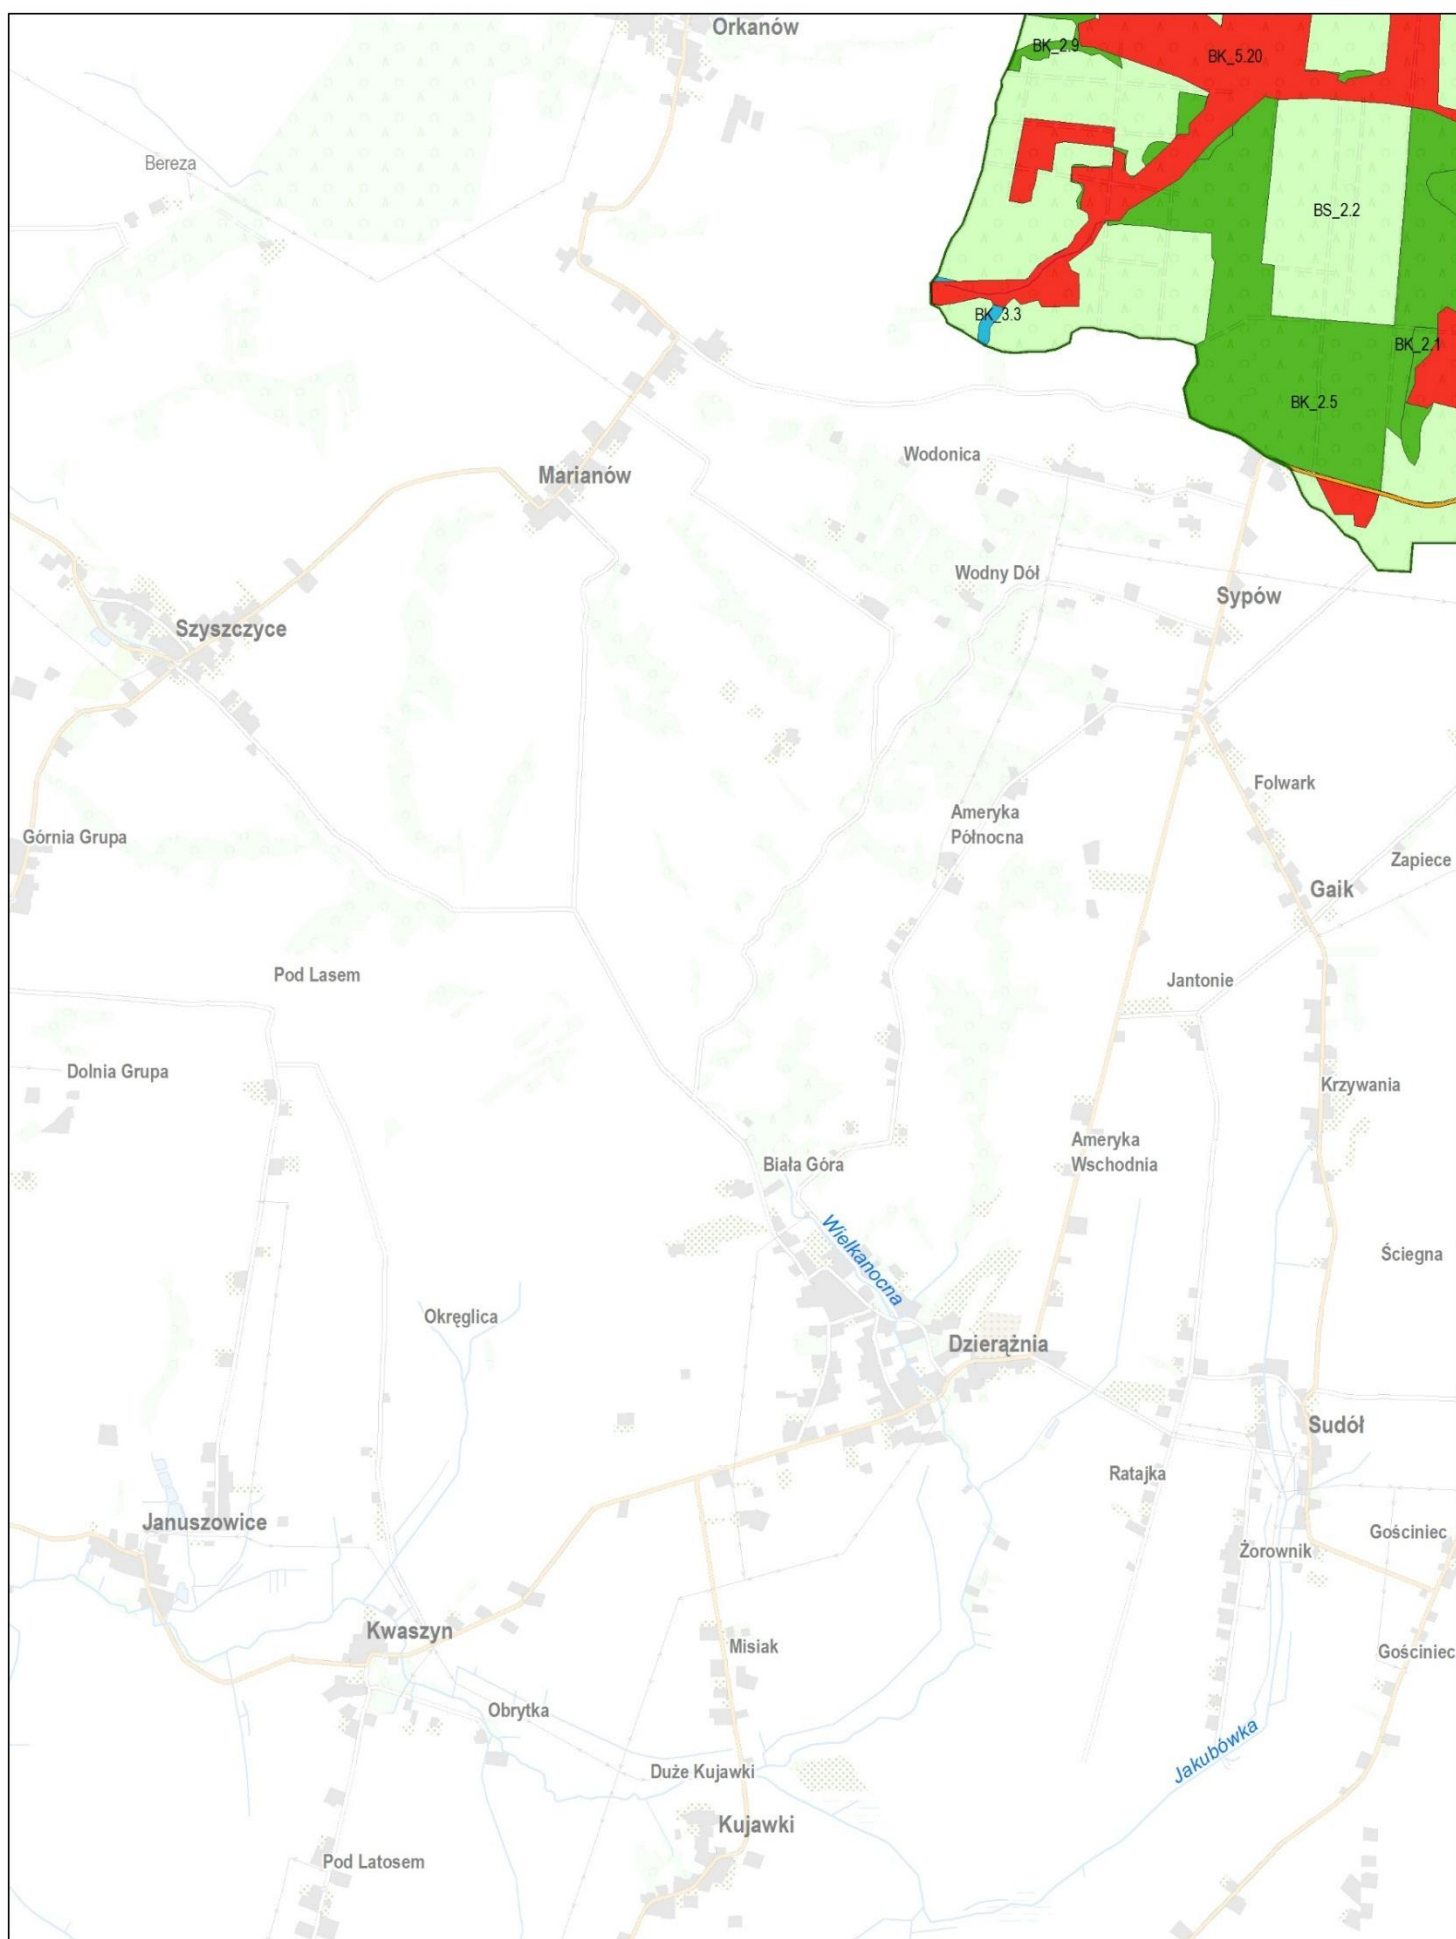 Orkanów
BK_2.9
BK_5.20
Bereza
BS_2.2
BK_3.3
BK_2.1
BK_2.5
Wodonica
Marianów
Wodny Dół
Sypów
Szyszczyce
Folwark
Ameryka
Północna
Górnia Grupa
Zapiece
Gaik
Pod Lasem
Jantonie
Dolnia Grupa
Krzywania
Ameryka
Wschodnia
Biała Góra
Wielkanocna
Ściegna
Okręglica
Dzierążnia
Sudół
Ratajka
Januszowice
Gościniec
Żorownik
Kwaszyn
Misiak
Gościniec
Obrytka
Jakubówka
Duże Kujawki
Kujawki
Pod Latosem